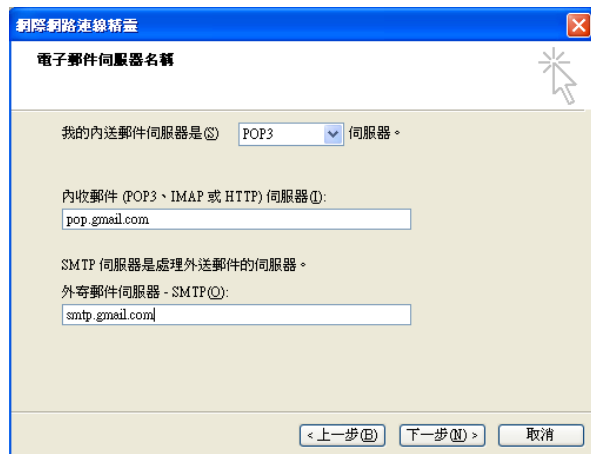 網際網路連線精靈
電子郵件伺服器名稱
我的內送郵件伺服器是(S) POP3 伺服器。
內收郵件 (POP3、IMAP 或 HTTP) 伺服器(I):
pop.gmail.com
SMTP 伺服器是處理外送郵件的伺服器。
外寄郵件伺服器 - SMTP(O):
smtp.gmail.com
< 上一步(B) 下一步(N) > 取消